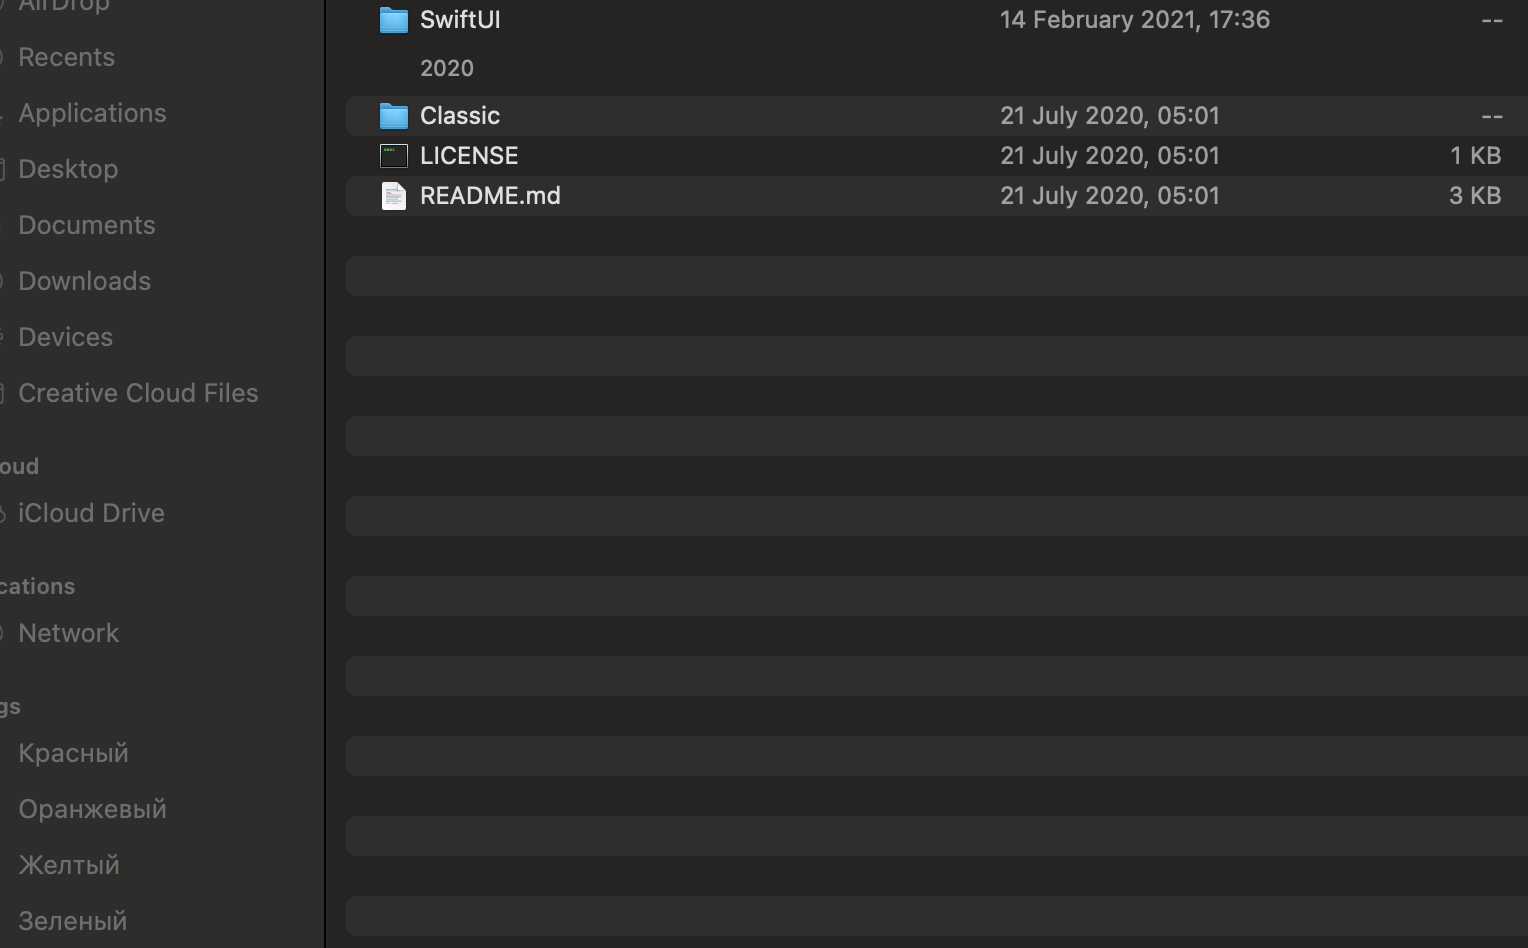 AirDrop
Recents
Applications
Desktop
Documents
Downloads
Devices
Creative Cloud Files
oud
iCloud Drive
cations
Network
gs
Красный
Оранжевый
Желтый
Зеленый
SwiftUI 14 February 2021, 17:36 --
2020
Classic 21 July 2020, 05:01 --
LICENSE 21 July 2020, 05:01 1 KB
README.md 21 July 2020, 05:01 3 KB